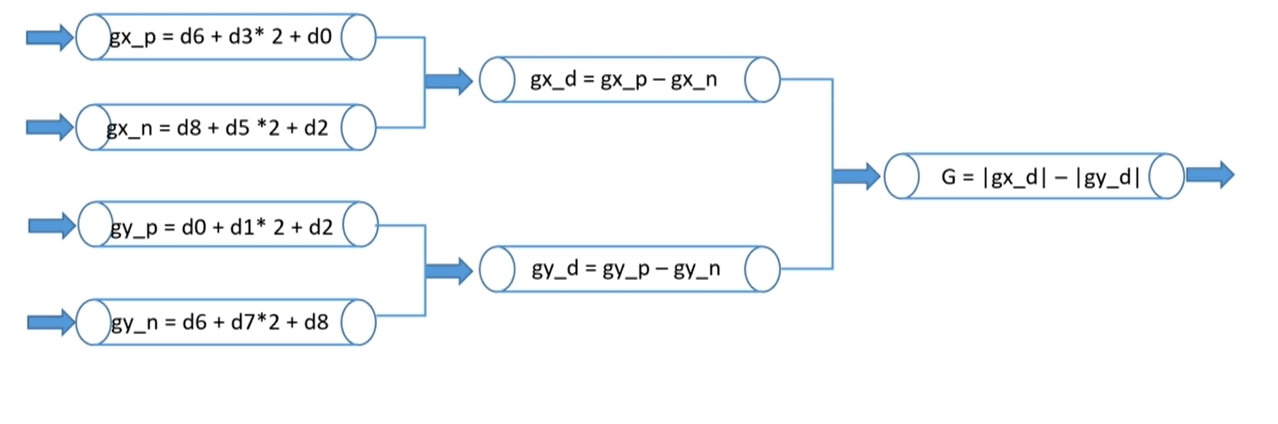 gx_p = d6 + d3* 2 + d0
gx_n = d8 + d5 *2 + d2
gx_d = gx_p – gx_n
gy_p = d0 + d1* 2 + d2
gy_n = d6 + d7*2 + d8
gy_d = gy_p – gy_n
G = |gx_d| – |gy_d|